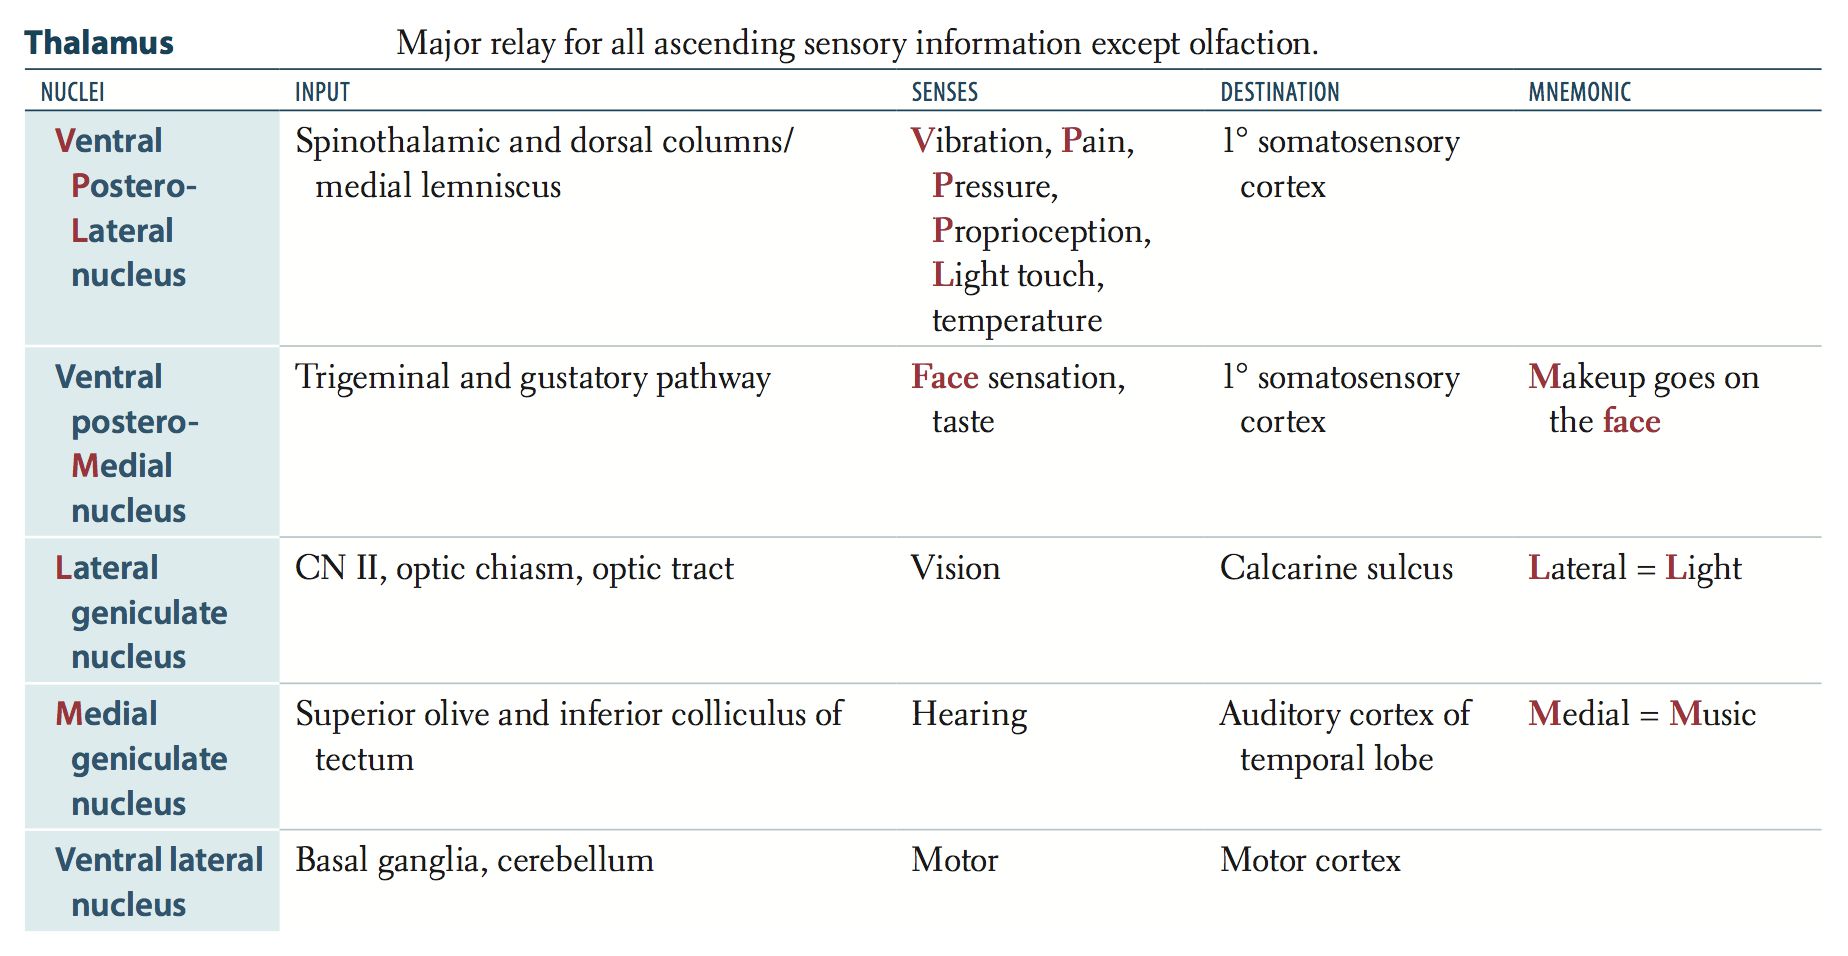 Thalamus Major relay for all ascending sensory information except olfaction.
NUCLEI INPUT SENSES DESTINATION MNEMONIC
Ventral Spinothalamic and dorsal columns/ Vibration, Pain, 1° somatosensory
Postero- medial lemniscus Pressure, cortex
Lateral Proprioception,
nucleus Light touch,
temperature
Ventral Trigeminal and gustatory pathway Face sensation, 1° somatosensory Makeup goes on
postero- taste cortex the face
Medial
nucleus
Lateral CN II, optic chiasm, optic tract Vision Calcarine sulcus Lateral = Light
geniculate
nucleus
Medial Superior olive and inferior colliculus of Hearing Auditory cortex of Medial = Music
geniculate tectum temporal lobe
nucleus
Ventral lateral Basal ganglia, cerebellum Motor Motor cortex
nucleus